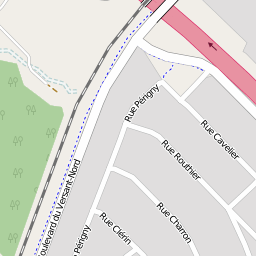 Rue Périgny
Rue Cavelier
Rue Routhier
Boulevard du Versant-Nord
Périgny
Rue Clérin
Rue Charron